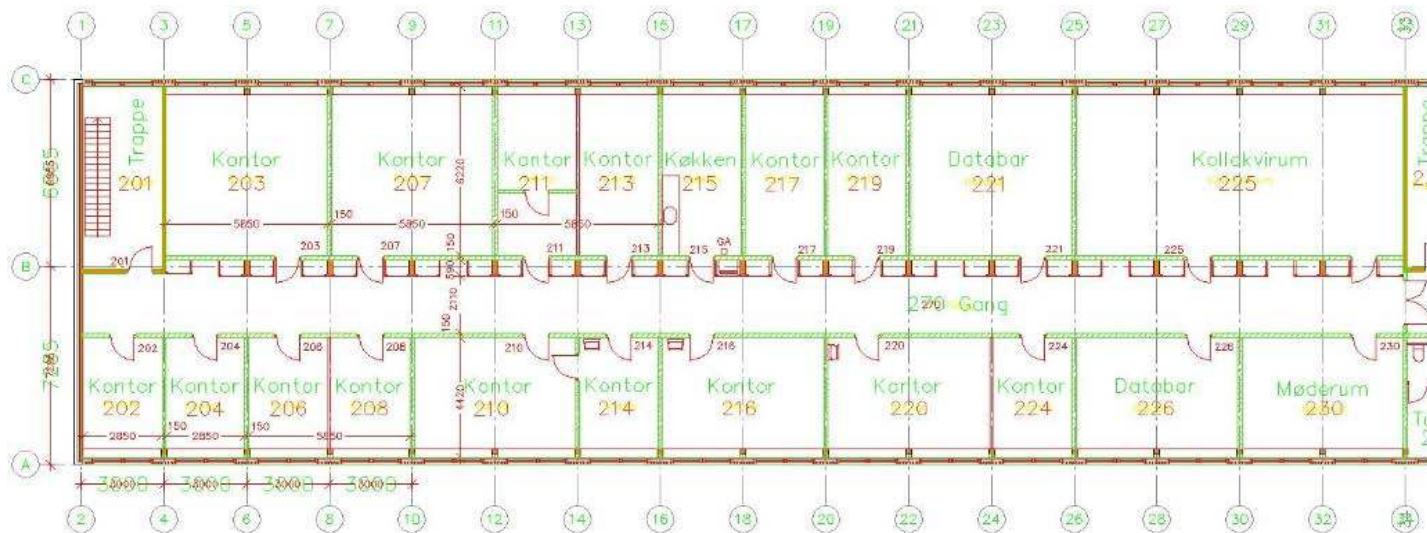 1 3 5 7 9 11 13 15 17 19 21 23 25 27 29 31
C
Trappe
201
Kontor
203
Kontor
207
Kontor
211
Kontor
213
Køkken
215
Kontor
217
Kontor
219
Databar
221
Kollokvirum
225
6220
5850 150 5850 150 5850
201 203 207 150 211 213 215 GA 217 219 221 225
B
590
2110
270 Gang
150
202 204 206 208 210 214 216 220 224 226 230
Kontor
202
Kontor
204
Kontor
206
Kontor
208
Kontor
210
Kontor
214
Kontor
216
Kontor
224
Databar
226
Møderum
230
220
4420
2850 150 2850 150 5850
A
3000 3000 3000 3000
2 4 6 8 10 12 14 16 18 20 22 24 26 28 30 32